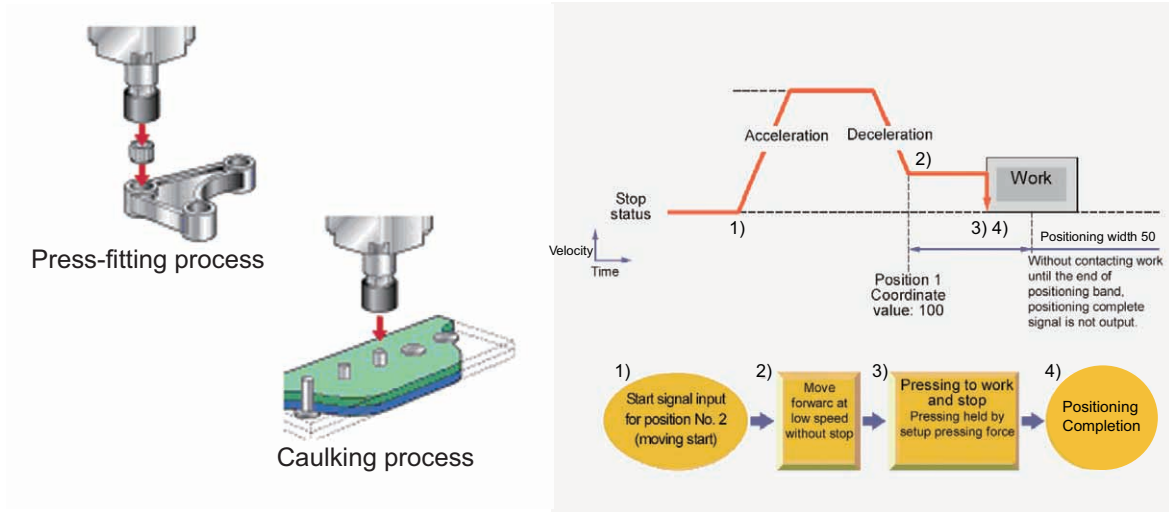 Press-fitting process
Caulking process
Acceleration
Deceleration
2)
Work
Stop
status
1)
3) 4)
Velocity
Time
Positioning width 50
Position 1
Coordinate
value: 100
Without contacting work
until the end of
positioning band,
positioning complete
signal is not output.
1)
Start signal input
for position No. 2
(moving start)
2)
Move
forwarc at
low speed
without stop
3)
Pressing to work
and stop
Pressing held by
setup pressing force
4)
Positioning
Completion